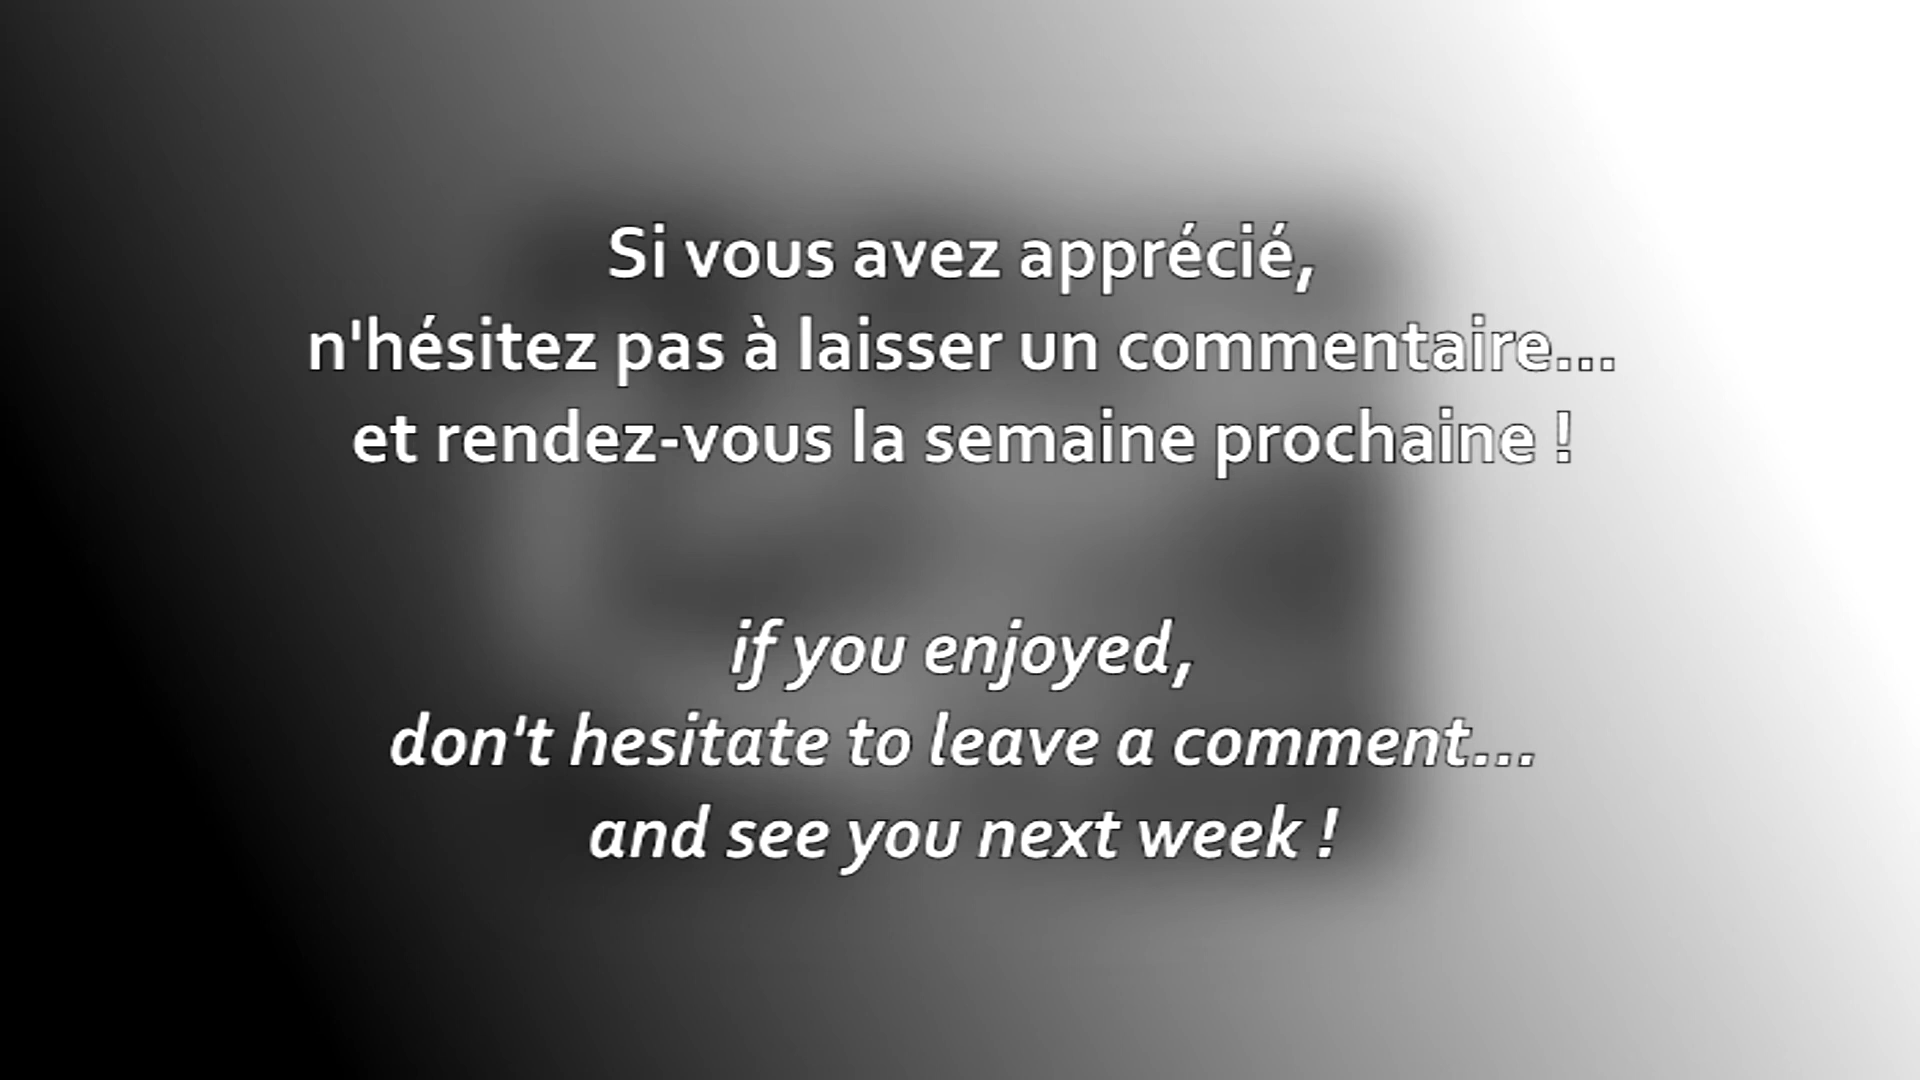 Si vous avez apprécié,
n'hésitez pas à laisser un commentaire...
et rendez-vous la semaine prochaine !
if you enjoyed,
don't hesitate to leave a comment...
and see you next week !